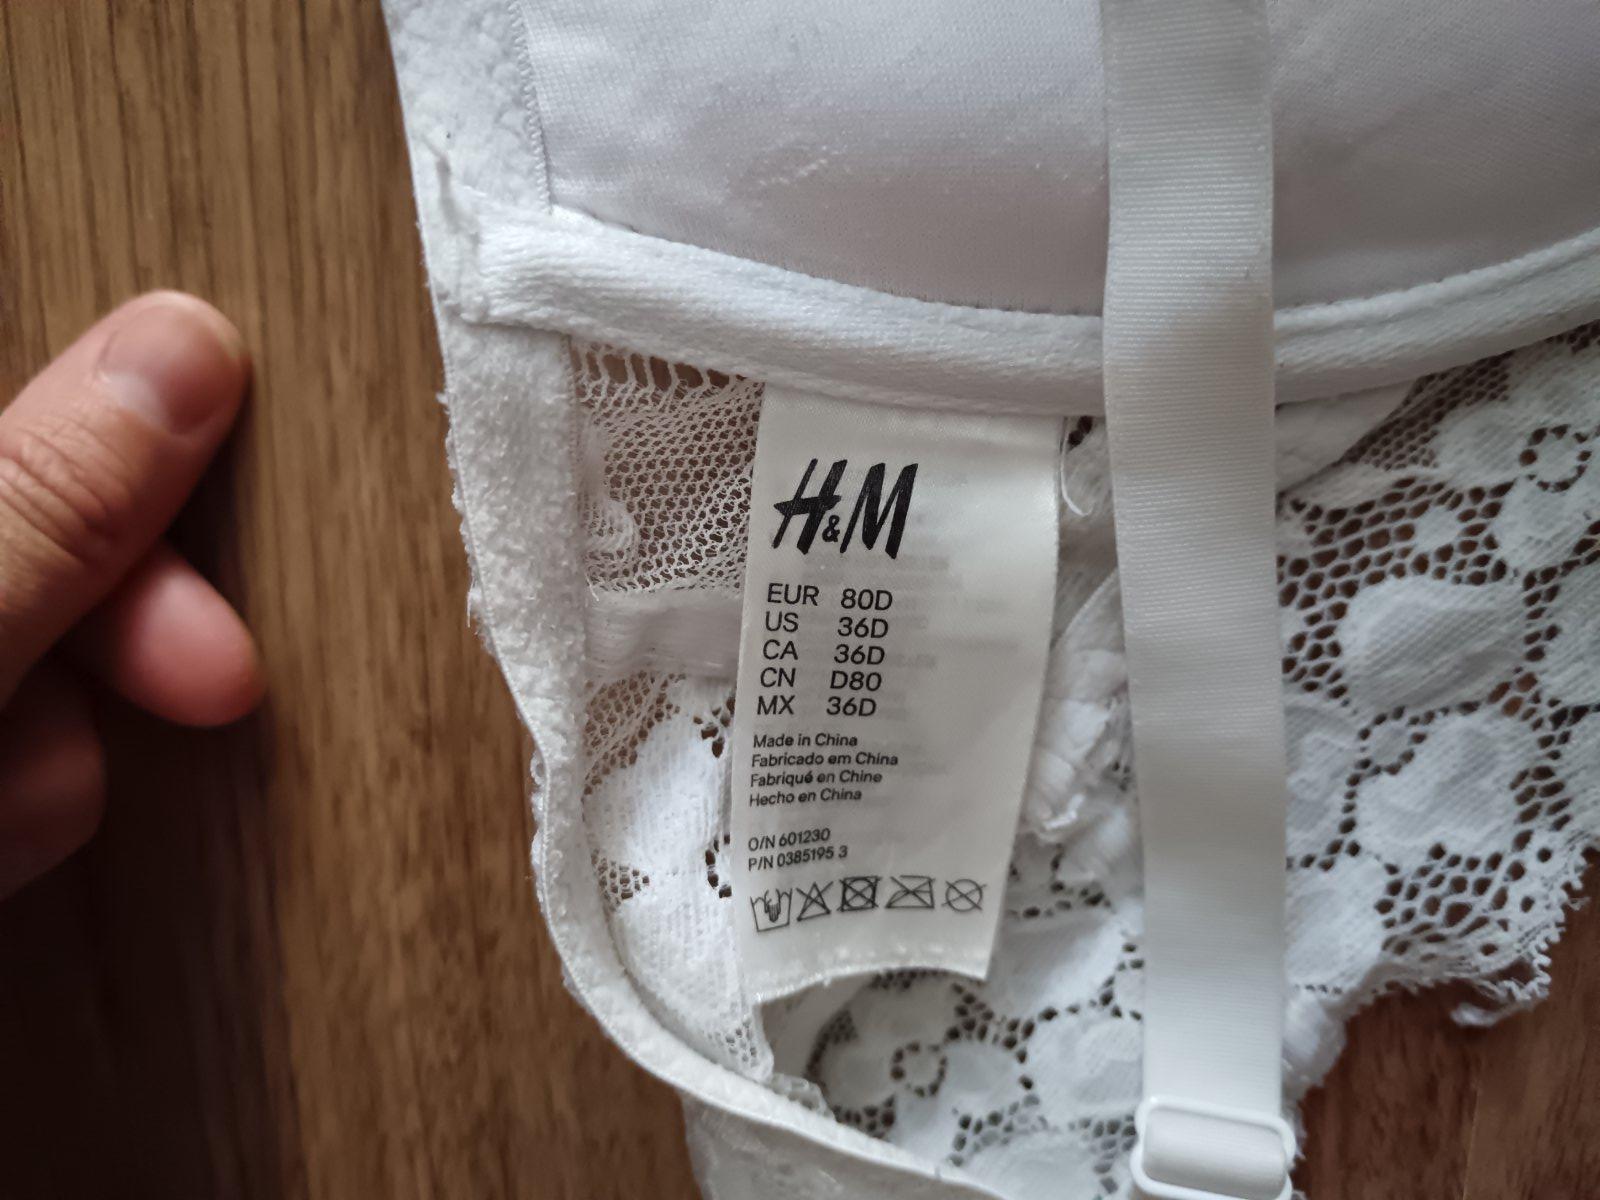 H&M
EUR 80D
US 36D
CA 36D
CN D80
MX 36D
Made in China
Fabricado em China
Fabriqué en Chine
Hecho en China
O/N 601230
P/N 0385195 3